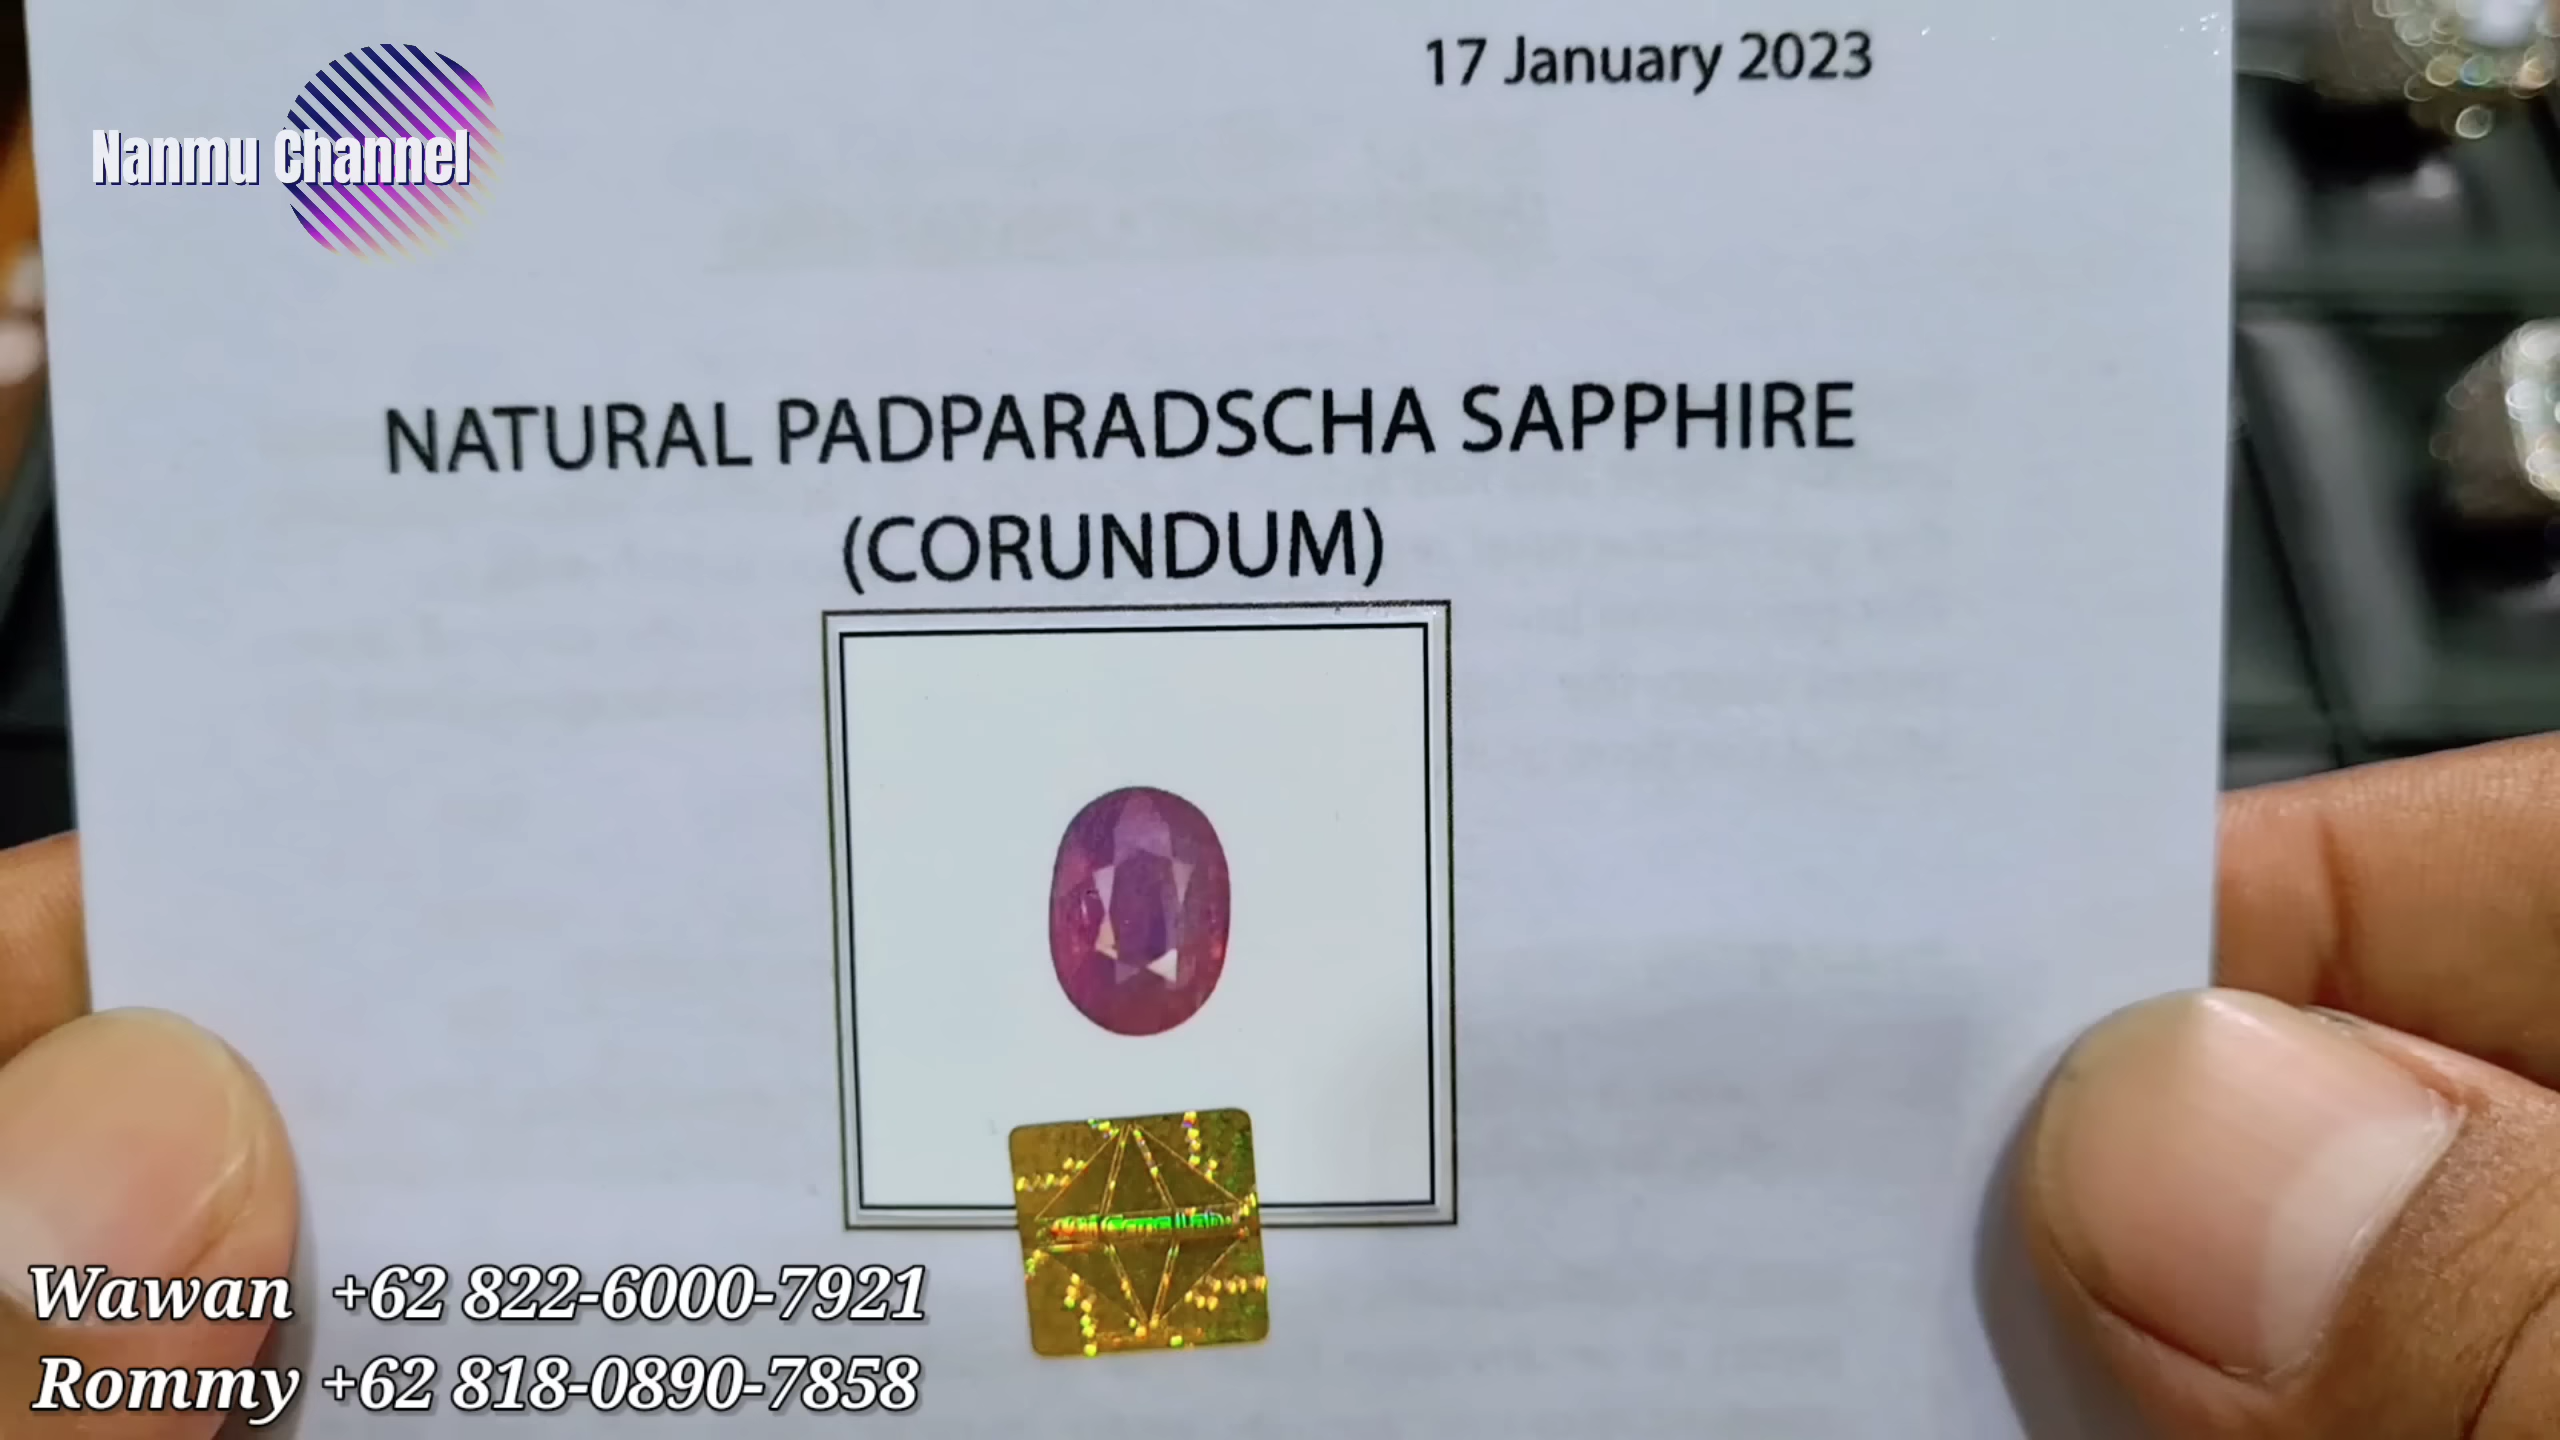 17 January 2023
Nanmu Channel
NATURAL PADPARADSCHA SAPPHIRE
(CORUNDUM)
Wawan +62 822-6000-7921
Rommy +62 818-0890-7858